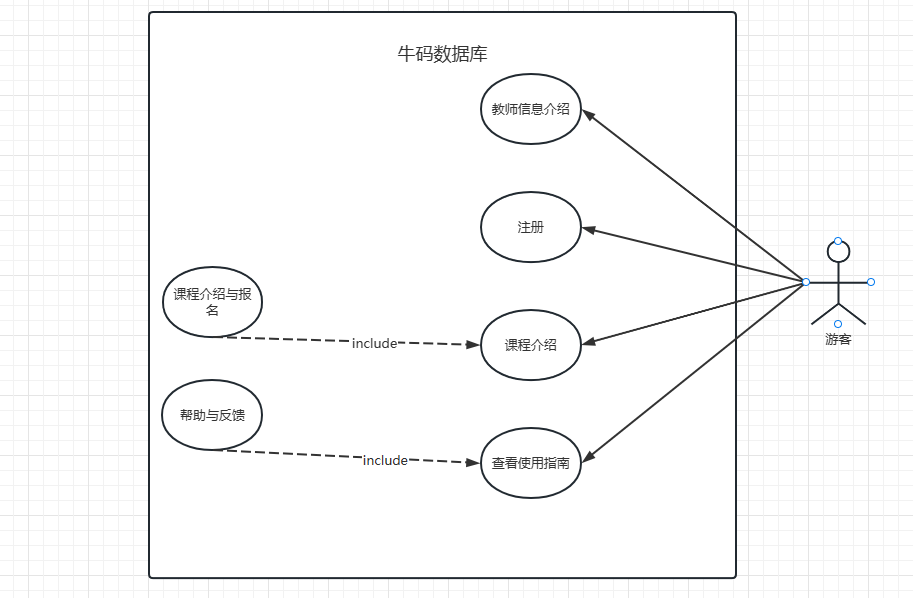 牛码数据库
教师信息介绍
注册
课程介绍与报
名
include
课程介绍
游客
帮助与反馈
include
查看使用指南